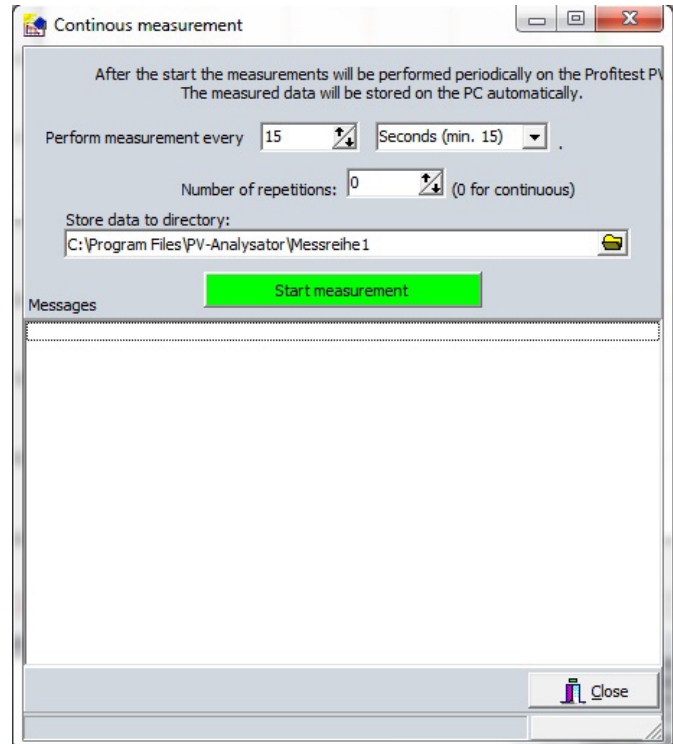 Continous measurement
After the start the measurements will be performed periodically on the Profitest PV
The measured data will be stored on the PC automatically.
Perform measurement every 15 Seconds (min. 15) .
Number of repetitions: 0 (0 for continuous)
Store data to directory:
C:\Program Files\PV-Analysator\Messreihe1
Start measurement
Messages
Close